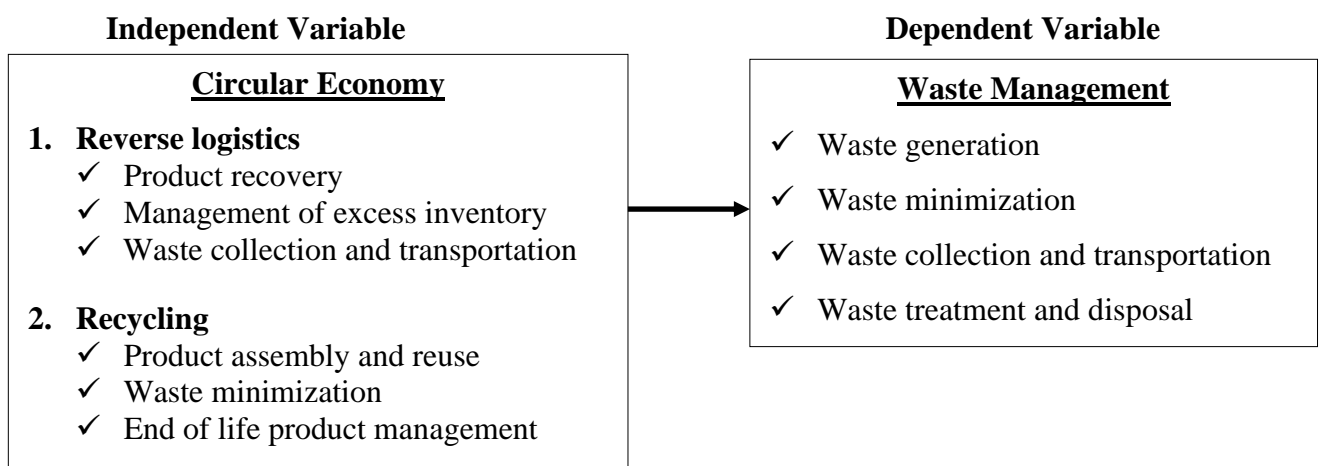 Independent Variable
Circular Economy
1. Reverse logistics
✓ Product recovery
✓ Management of excess inventory
✓ Waste collection and transportation
2. Recycling
✓ Product assembly and reuse
✓ Waste minimization
✓ End of life product management
Dependent Variable
Waste Management
✓ Waste generation
✓ Waste minimization
✓ Waste collection and transportation
✓ Waste treatment and disposal